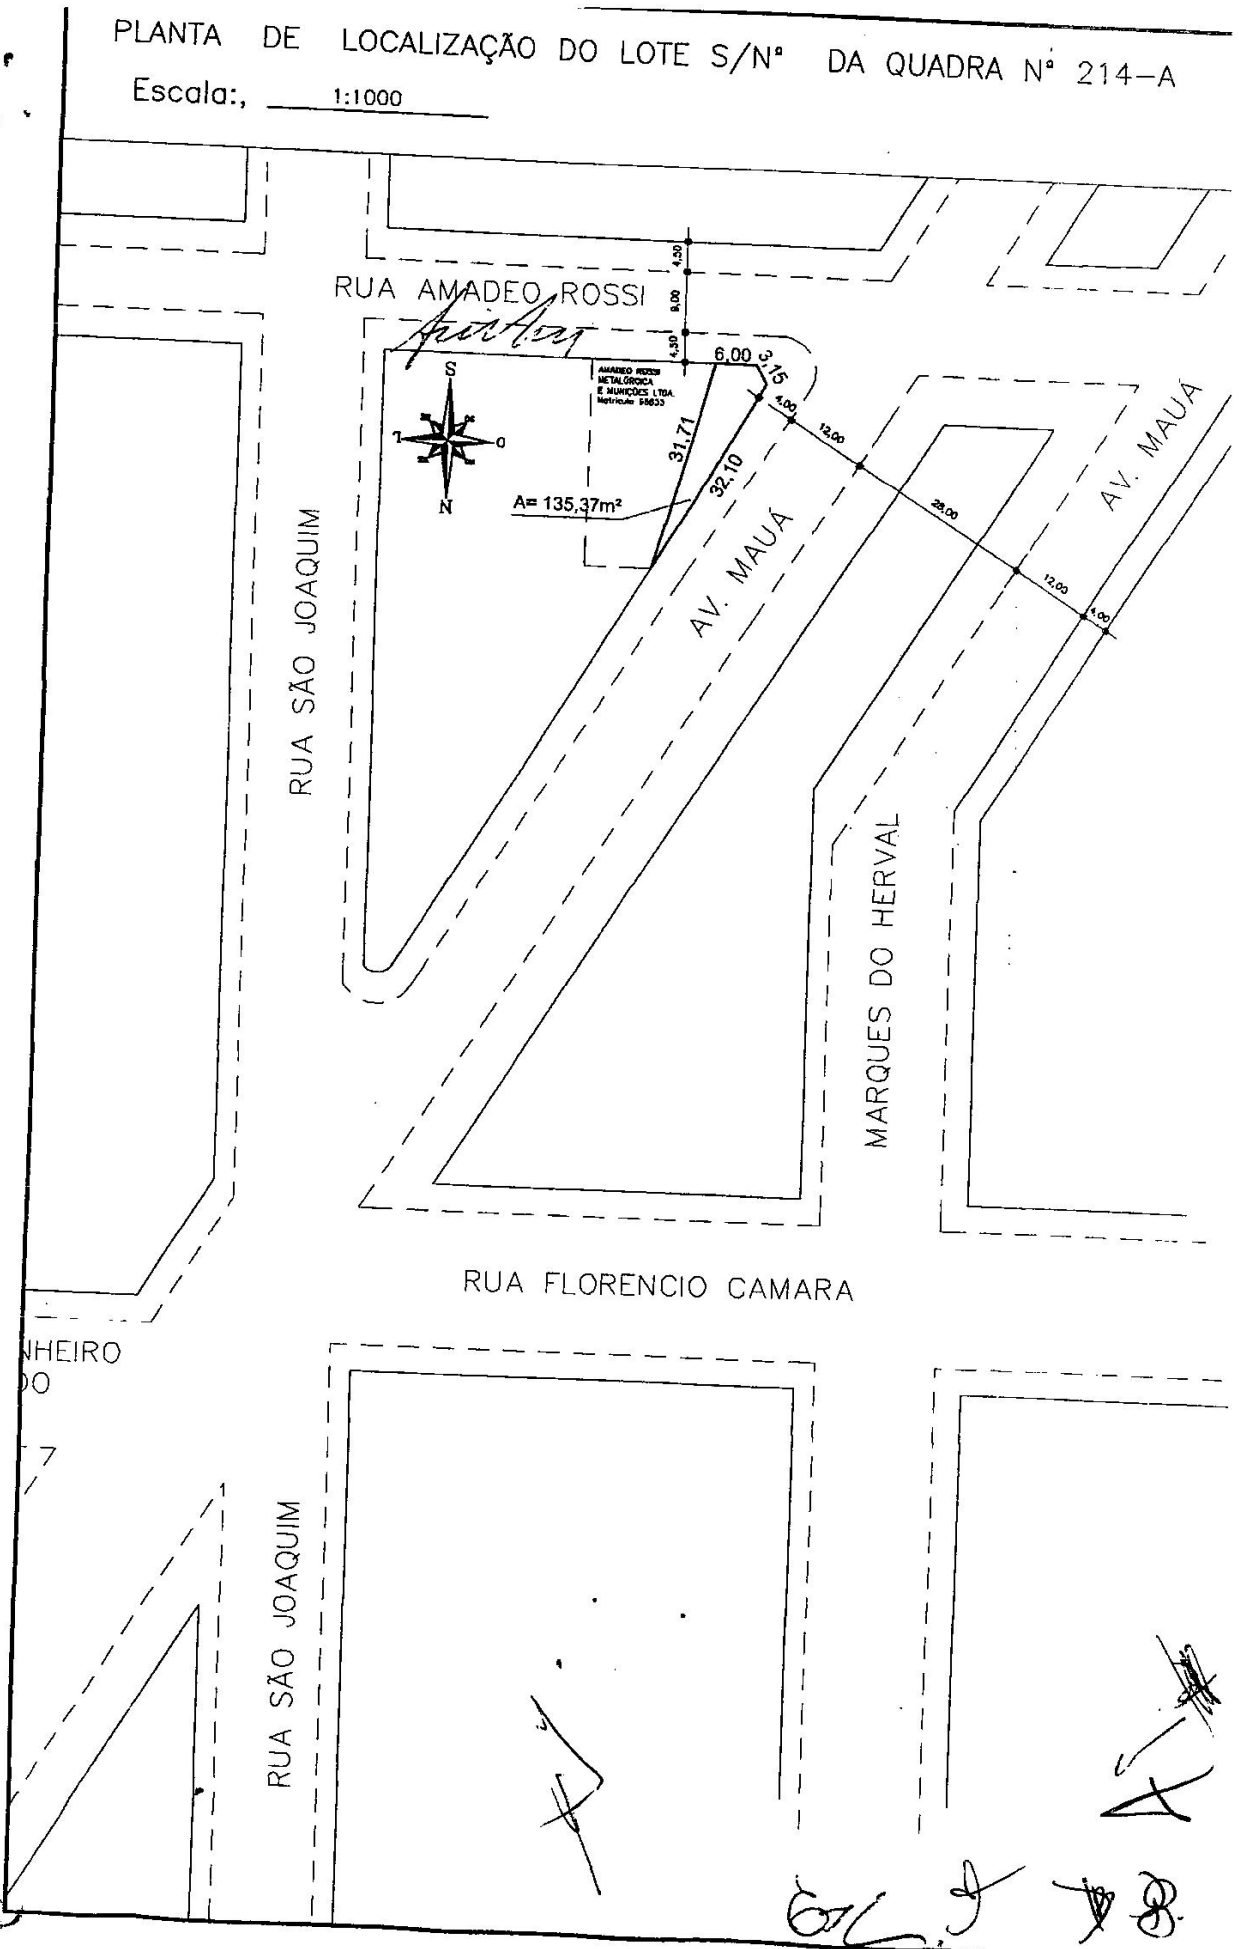 PLANTA DE LOCALIZAÇÃO DO LOTE S/Nº DA QUADRA Nº 214-A
Escala:, 1:1000
4,50
RUA AMADEO ROSSI
9,00
4,50
6,00
3,15
AMADEO ROSSI
METALÚRGICA
E MUNIÇÕES LTDA.
S
L
O
N
4,00
12,00
31,71
32,10
A= 135,37m²
28,00
12,00
4,00
AV. MAUÁ
AV. MAUÁ
RUA SÃO JOAQUIM
MARQUES DO HERVAL
RUA FLORENCIO CAMARA
NHEIRO
DO
RUA SÃO JOAQUIM